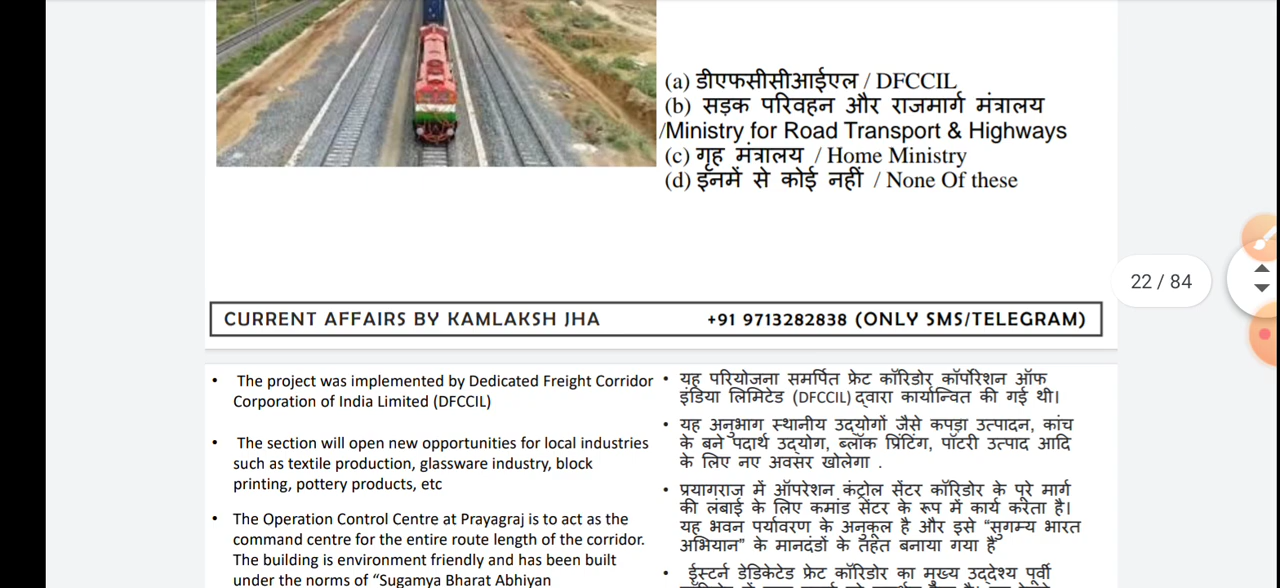 (a) डीएफसीसीआईएल / DFCCIL
(b) सड़क परिवहन और राजमार्ग मंत्रालय
/Ministry for Road Transport & Highways
(c) गृह मंत्रालय / Home Ministry
(d) इनमें से कोई नहीं / None Of these
22 / 84
CURRENT AFFAIRS BY KAMLAKSH JHA +91 9713282838 (ONLY SMS/TELEGRAM)
• The project was implemented by Dedicated Freight Corridor
Corporation of India Limited (DFCCIL)
• The section will open new opportunities for local industries
such as textile production, glassware industry, block
printing, pottery products, etc
• The Operation Control Centre at Prayagraj is to act as the
command centre for the entire route length of the corridor.
The building is environment friendly and has been built
under the norms of “Sugamya Bharat Abhiyan
• यह परियोजना समर्पित फ्रेट कॉरिडोर कॉर्पोरेशन ऑफ
इंडिया लिमिटेड (DFCCIL) द्वारा कार्यान्वित की गई थी।
• यह अनुभाग स्थानीय उद्योगों जैसे कपड़ा उत्पादन, कांच
के बने पदार्थ उद्योग, ब्लॉक प्रिंटिंग, पॉटरी उत्पाद आदि
के लिए नए अवसर खोलेगा .
• प्रयागराज में ऑपरेशन कंट्रोल सेंटर कॉरिडोर के पूरे मार्ग
की लंबाई के लिए कमांड सेंटर के रूप में कार्य करेता है।
यह भवन पर्यावरण के अनुकूल है और इसे “सुगम्य भारत
अभियान” के मानदंडों के तहत बनाया गया है
• ईस्टर्न डेडिकेटेड फ्रेट कॉरिडोर का मुख्य उद्देश्य पूर्वी